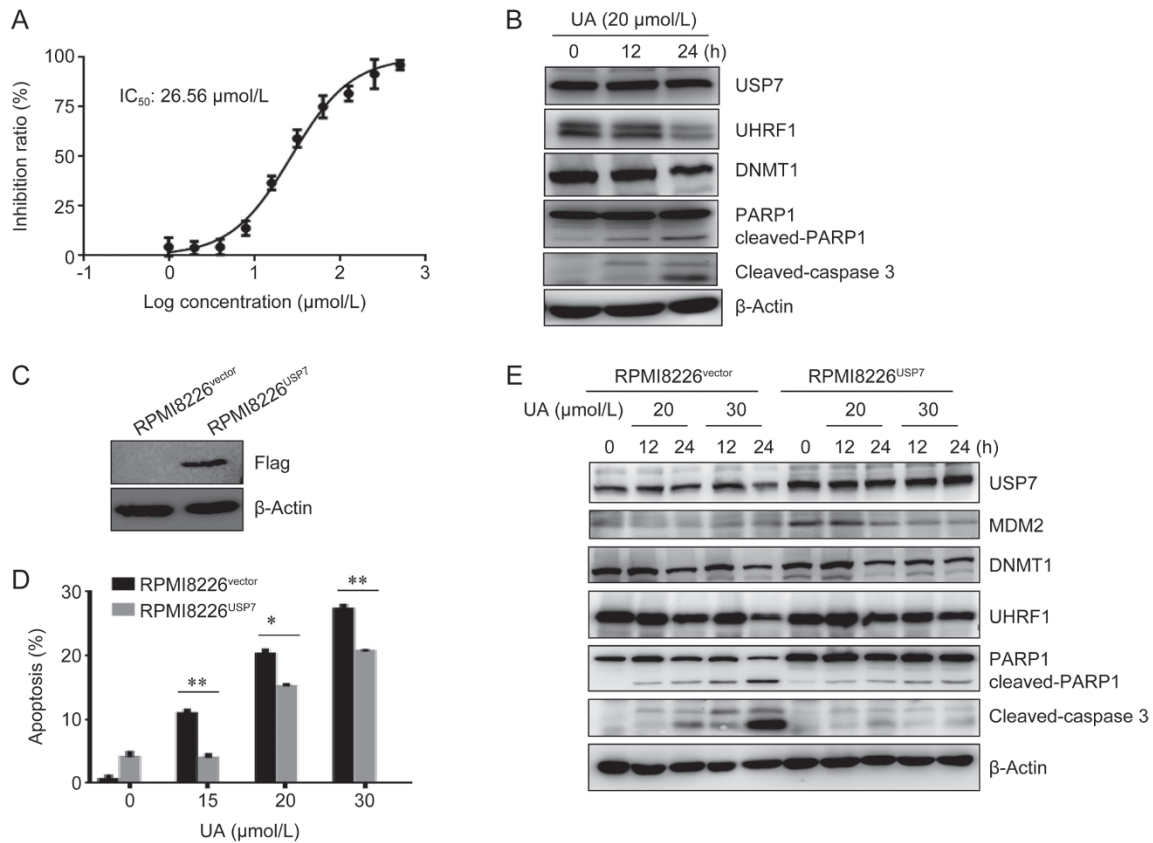 A
100
75
50
25
0
-1
0
1
2
3
Inhibition ratio (%)
Log concentration (μmol/L)
IC50: 26.56 μmol/L
B
UA (20 μmol/L)
0 12 24 (h)
USP7
UHRF1
DNMT1
PARP1
cleaved-PARP1
Cleaved-caspase 3
β-Actin
C
RPMI8226vector
RPMI8226USP7
Flag
β-Actin
D
RPMI8226vector
RPMI8226USP7
30
20
10
0
Apoptosis (%)
**
*
**
0 15 20 30
UA (μmol/L)
E
RPMI8226vector RPMI8226USP7
UA (μmol/L) 20 30 20 30
0 12 24 12 24 0 12 24 12 24 (h)
USP7
MDM2
DNMT1
UHRF1
PARP1
cleaved-PARP1
Cleaved-caspase 3
β-Actin